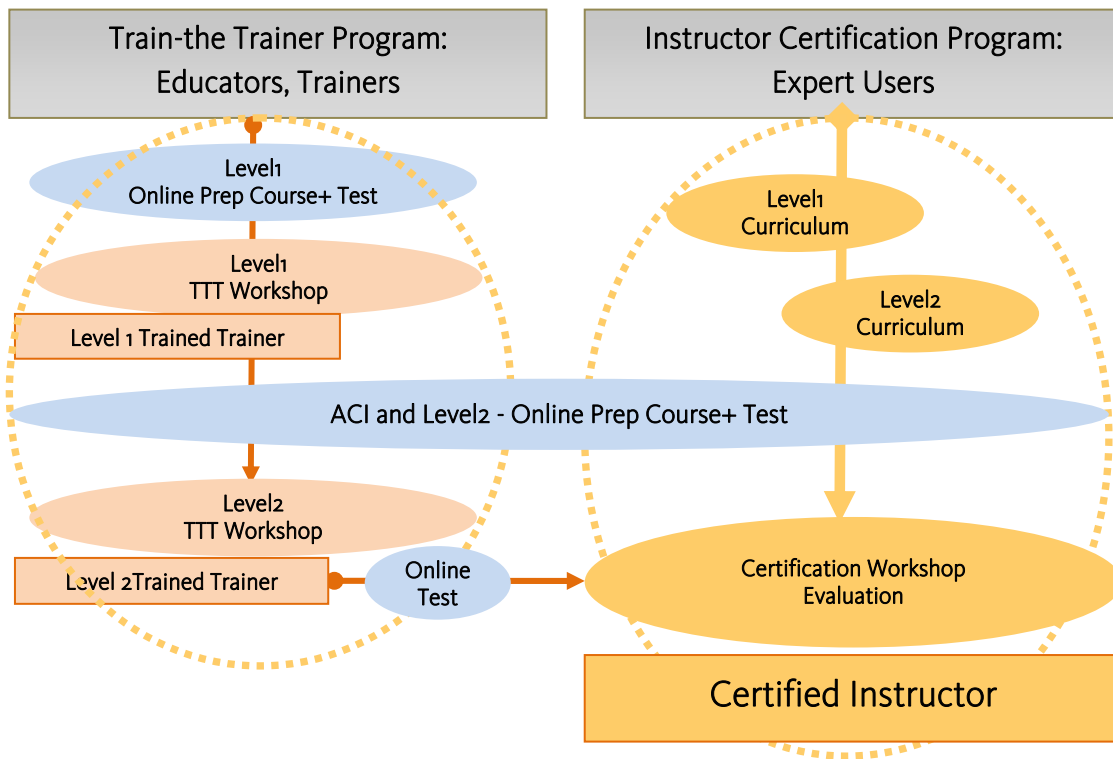 Train-the Trainer Program:
Educators, Trainers
Level1
Online Prep Course+ Test
Level1
TTT Workshop
Level 1 Trained Trainer
Instructor Certification Program:
Expert Users
Level1
Curriculum
Level2
Curriculum
ACI and Level2 - Online Prep Course+ Test
Level2
TTT Workshop
Level 2Trained Trainer
Online
Test
Certification Workshop
Evaluation
Certified Instructor